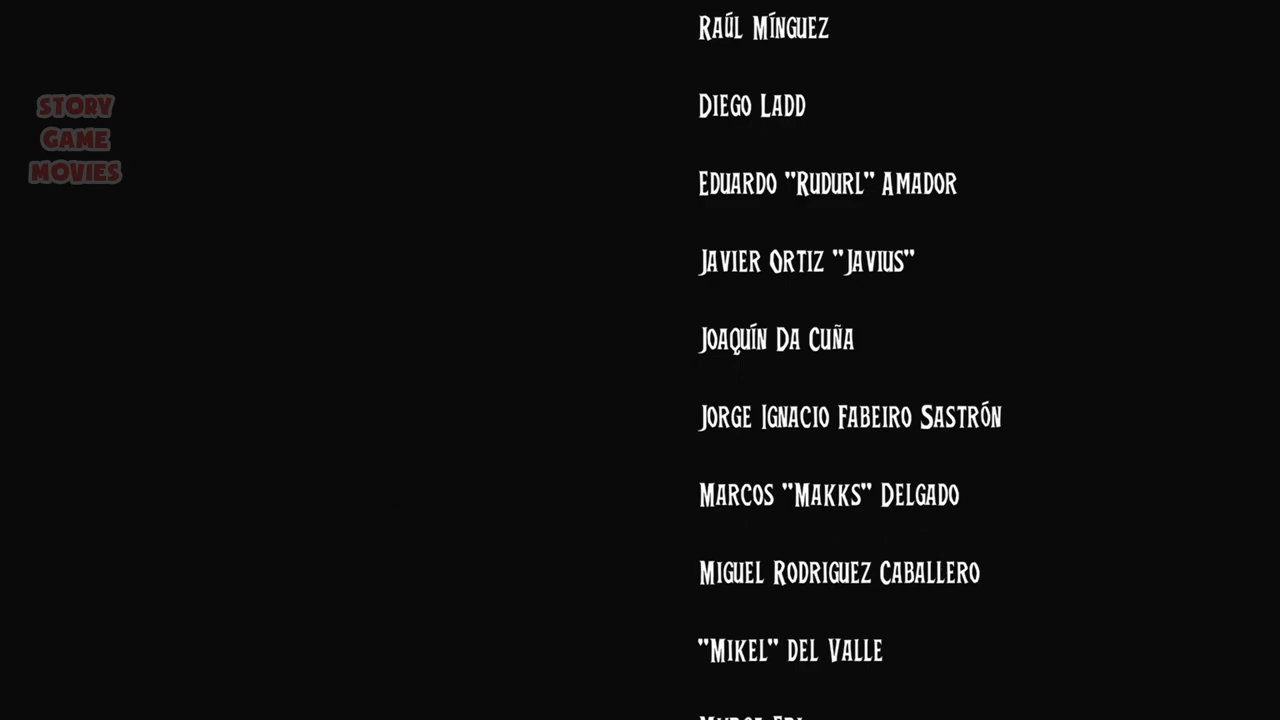 STORY
GAME
MOVIES
Raúl Mínguez
Diego Ladd
Eduardo "Rudurl" Amador
Javier Ortiz "Javius"
Joaquín Da Cuña
Jorge Ignacio Fabeiro Sastrón
Marcos "Makks" Delgado
Miguel Rodriguez Caballero
"Mikel" del Valle